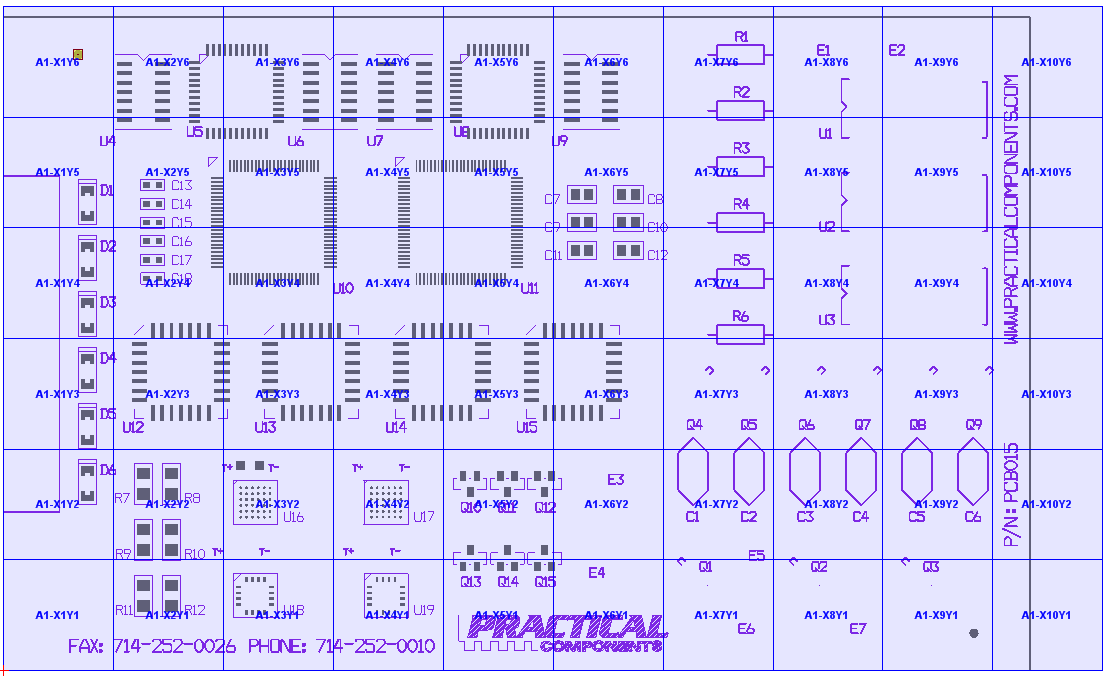 R1 E1 E2
A1-X1Y6 A1-X2Y6 A1-X3Y6 A1-X4Y6 A1-X5Y6 A1-X6Y6 A1-X7Y6 A1-X8Y6 A1-X9Y6 A1-X10Y6
R2
U4 U5 U6 U7 U8 U9 U1
R3
A1-X1Y5 A1-X2Y5 A1-X3Y5 A1-X4Y5 A1-X5Y5 A1-X6Y5 A1-X7Y5 A1-X8Y5 A1-X9Y5 A1-X10Y5
D1 C13 C7 C8
C14 R4
C15 C9 C10 U2
D2 C16
C17 C11 C12 R5
C18
A1-X1Y4 A1-X2Y4 A1-X3Y4 A1-X4Y4 A1-X5Y4 A1-X6Y4 A1-X7Y4 A1-X8Y4 A1-X9Y4 A1-X10Y4
U10 U11
D3 R6 U3
WWW.PRACTICALCOMPONENTS.COM
D4
A1-X1Y3 A1-X2Y3 A1-X3Y3 A1-X4Y3 A1-X5Y3 A1-X6Y3 A1-X7Y3 A1-X8Y3 A1-X9Y3 A1-X10Y3
D5
U12 U13 U14 U15 Q4 Q5 Q6 Q7 Q8 Q9
D6 T+ T- T+ T-
E3
R7 R8
A1-X1Y2 A1-X2Y2 A1-X3Y2 A1-X4Y2 A1-X5Y2 A1-X6Y2 A1-X7Y2 A1-X8Y2 A1-X9Y2 A1-X10Y2
Q10 Q11 Q12
U16 U17 C1 C2 C3 C4 C5 C6
P/N: PCB015
R9 R10 T+ T- T+ T- E5
Q1 Q2 Q3
Q13 Q14 Q15 E4
R11 R12 U18 U19
A1-X1Y1 A1-X2Y1 A1-X3Y1 A1-X4Y1 A1-X5Y1 A1-X6Y1 A1-X7Y1 A1-X8Y1 A1-X9Y1 A1-X10Y1
PRACTICAL E6 E7
COMPONENTS
FAX: 714-252-0026 PHONE: 714-252-0010